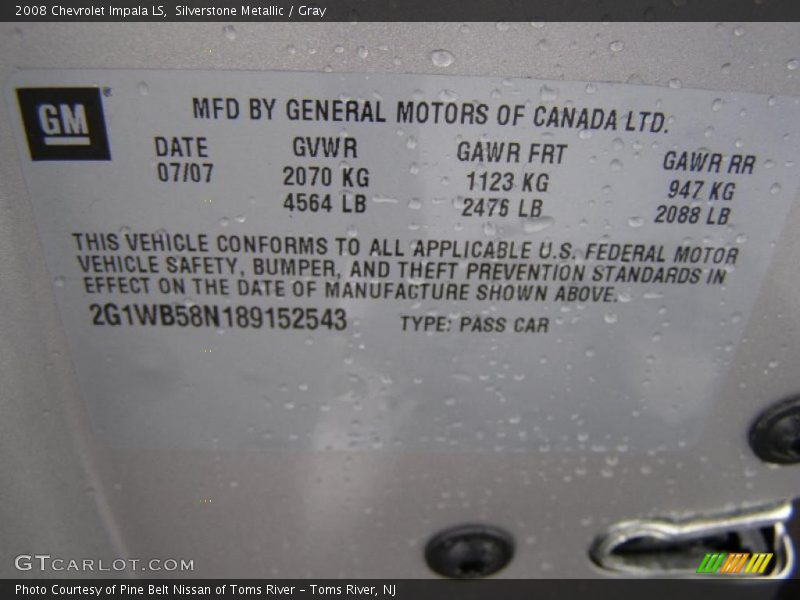 2008 Chevrolet Impala LS, Silverstone Metallic / Gray
GM ®
MFD BY GENERAL MOTORS OF CANADA LTD.
DATE GVWR GAWR FRT GAWR RR
07/07 2070 KG 1123 KG 947 KG
4564 LB 2476 LB 2088 LB
THIS VEHICLE CONFORMS TO ALL APPLICABLE U.S. FEDERAL MOTOR
VEHICLE SAFETY, BUMPER, AND THEFT PREVENTION STANDARDS IN
EFFECT ON THE DATE OF MANUFACTURE SHOWN ABOVE.
2G1WB58N189152543 TYPE: PASS CAR
GTCARLOT.COM
Photo Courtesy of Pine Belt Nissan of Toms River – Toms River, NJ